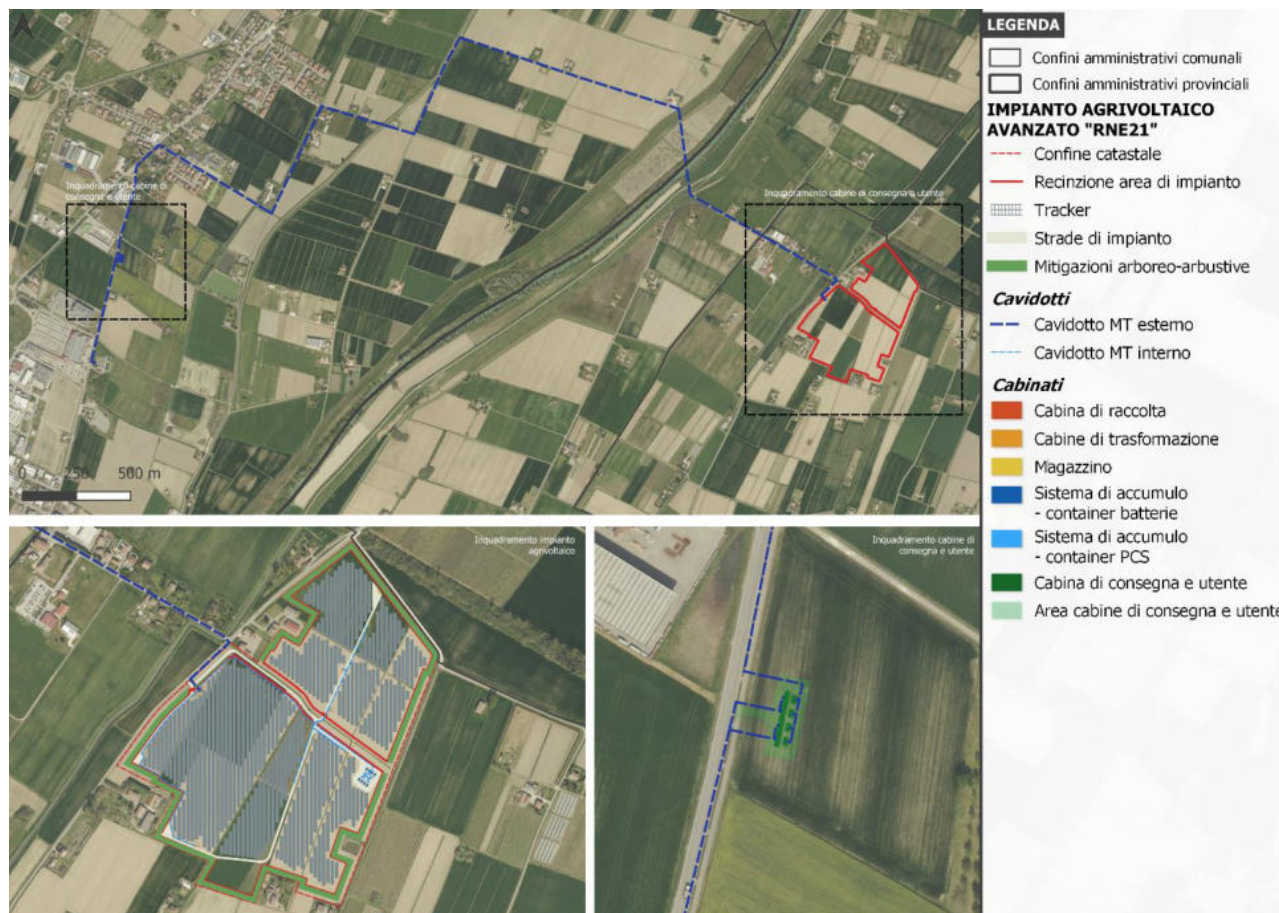 Inquadramento cabine di
consegna e utente
Inquadramento cabine di consegna e utente
0 250 500 m
Inquadramento impianto
agrivoltaico
Inquadramento cabine di
consegna e utente
LEGENDA
Confini amministrativi comunali
Confini amministrativi provinciali
IMPIANTO AGRIVOLTAICO
AVANZATO "RNE21"
Confine catastale
Recinzione area di impianto
Tracker
Strade di impianto
Mitigazioni arboreo-arbustive
Cavidotti
Cavidotto MT esterno
Cavidotto MT interno
Cabinati
Cabina di raccolta
Cabine di trasformazione
Magazzino
Sistema di accumulo
- container batterie
Sistema di accumulo
- container PCS
Cabina di consegna e utente
Area cabine di consegna e utente